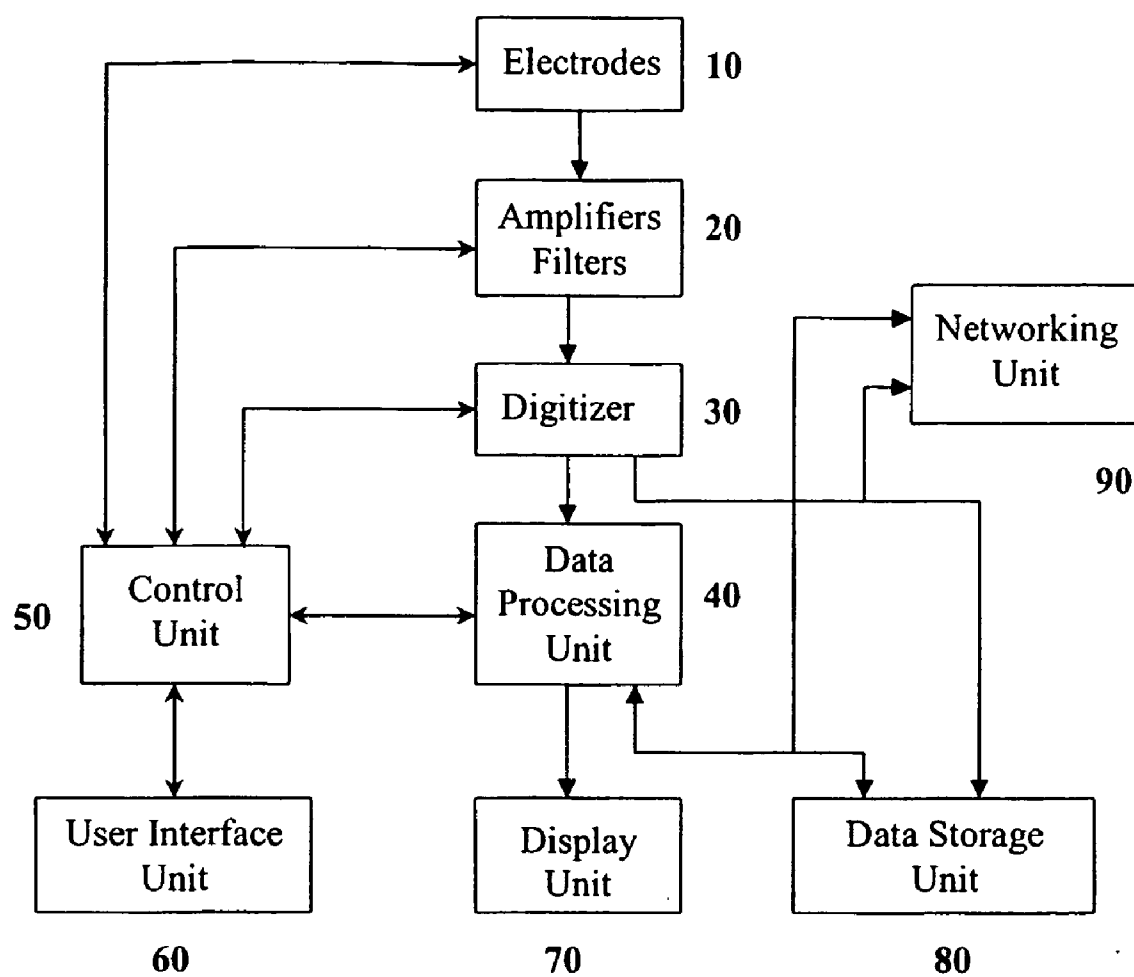 Electrodes
10
Amplifiers
Filters
20
Networking
Unit
90
Digitizer
30
Data
Processing
Unit
40
Control
Unit
50
User Interface
Unit
60
Display
Unit
70
Data Storage
Unit
80